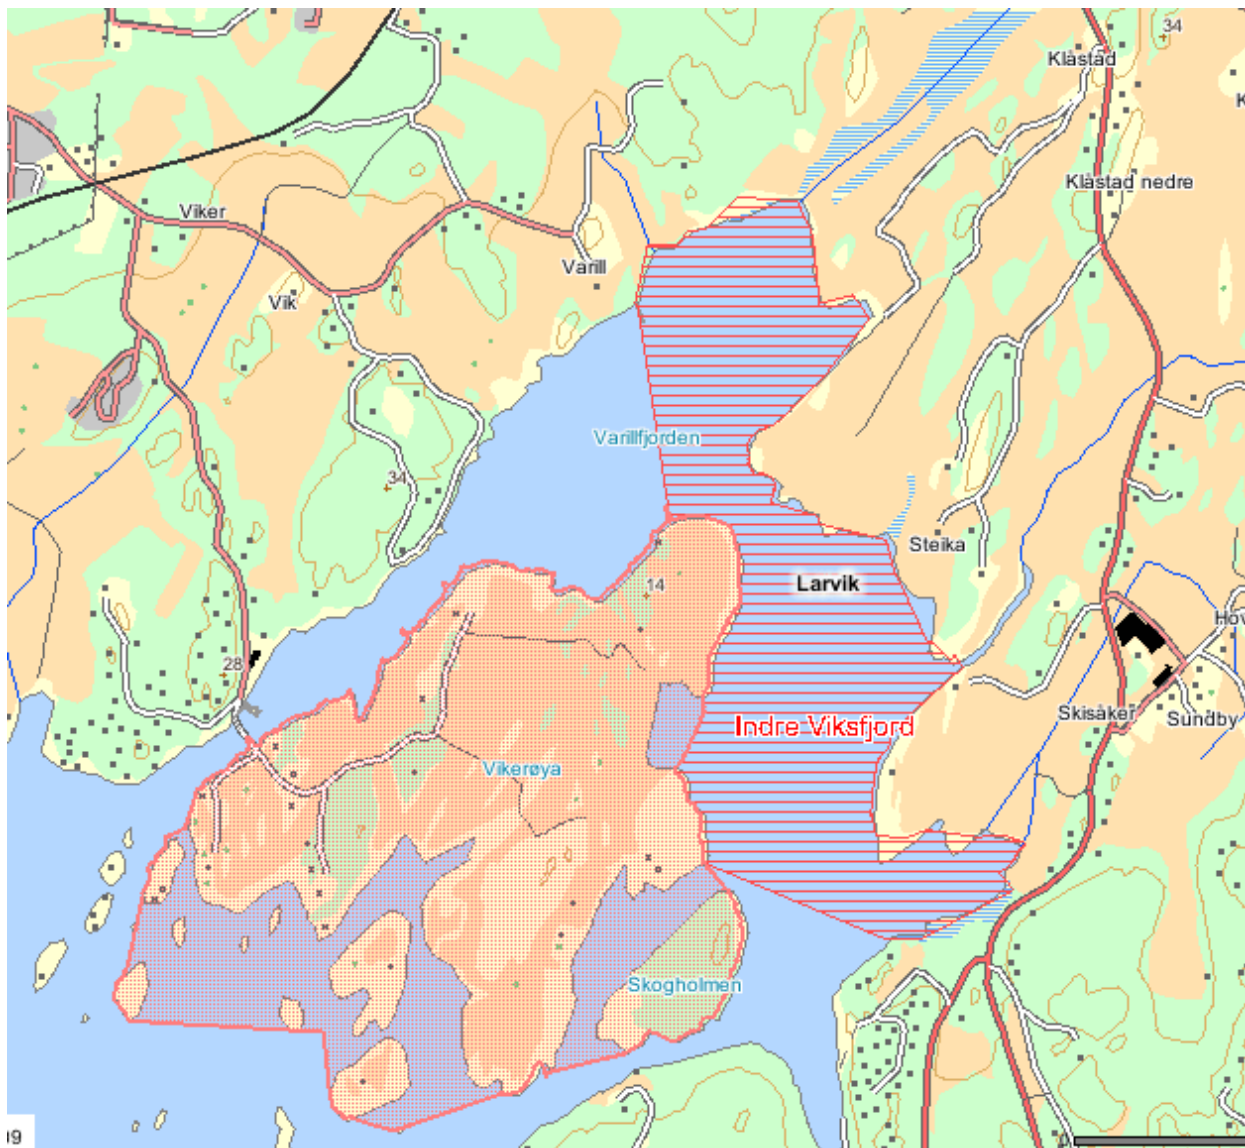 34
Klåstad
Klåstad nedre
Viker
Varill
Vik
Varillfjorden
34
Steika
14
Larvik
28
Skisåker
Sundby
Indre Viksfjord
Vikerøya
Skogholmen